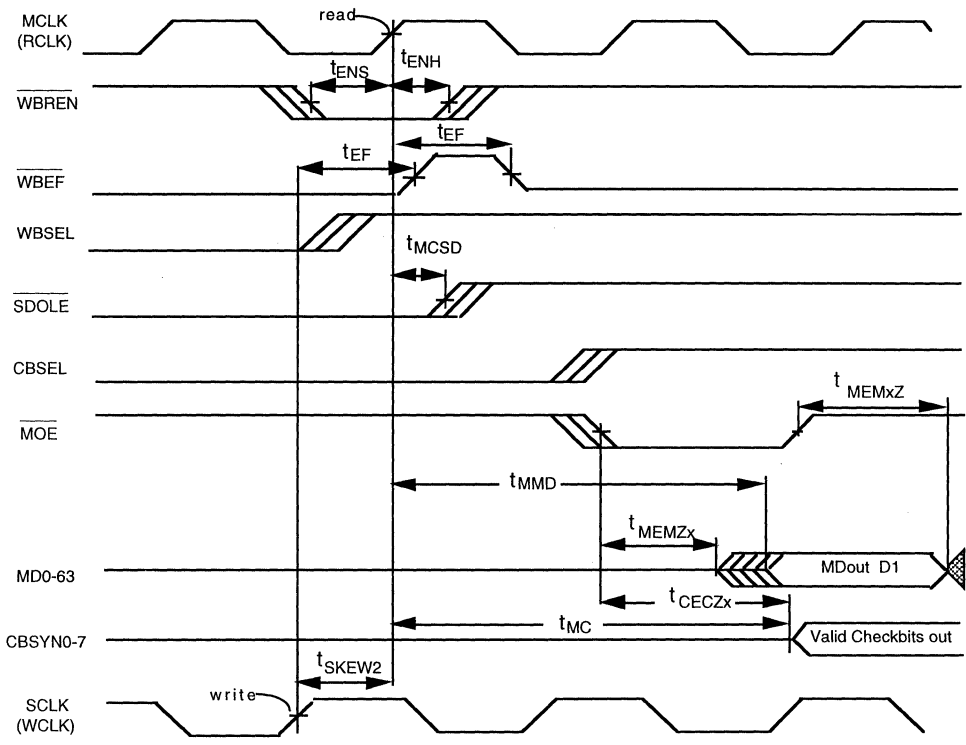 MCLK
(RCLK)
read
tENS
tENH
WBREN
tEF
tEF
WBEF
WBSEL
tMCSD
SDOLE
CBSEL
t MEMxZ
MOE
tMMD
tMEMZx
MD0-63
MDout D1
tCECZx
tMC
CBSYN0-7
Valid Checkbits out
tSKEW2
write
SCLK
(WCLK)